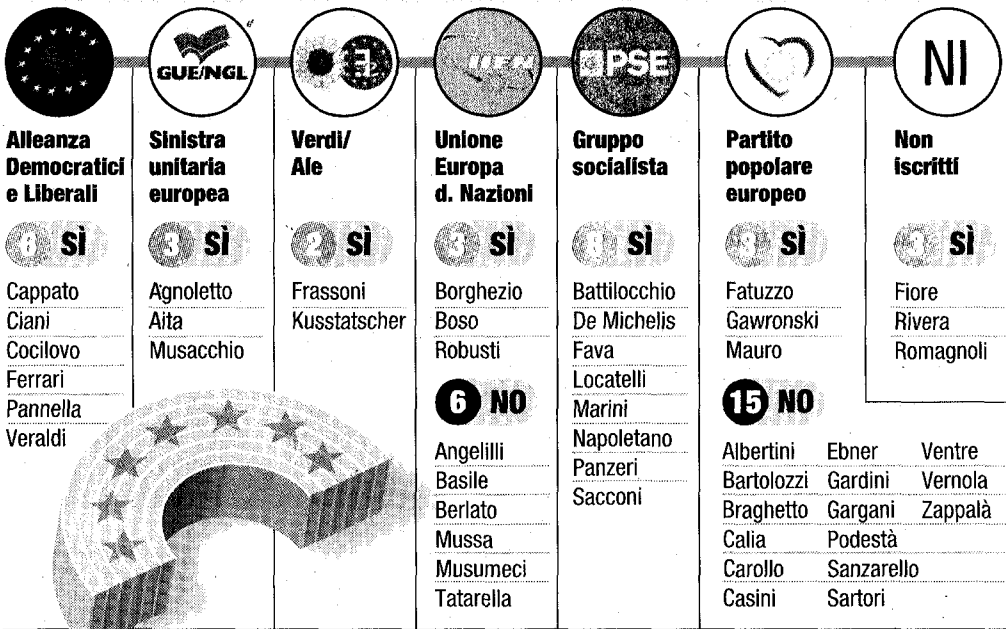 GUE/NGL
UEN
PSE
NI
Alleanza
Democratici
e Liberali
6 SÌ
Cappato
Ciani
Cocilovo
Ferrari
Pannella
Veraldi
Sinistra
unitaria
europea
3 SÌ
Agnoletto
Aita
Musacchio
Verdi/
Ale
2 SÌ
Frassoni
Kusstatscher
Unione
Europa
d. Nazioni
3 SÌ
Borghezio
Boso
Robusti
6 NO
Angelilli
Basile
Berlato
Mussa
Musumeci
Tatarella
Gruppo
socialista
8 SÌ
Battilocchio
De Michelis
Fava
Locatelli
Marini
Napoletano
Panzeri
Sacconi
Partito
popolare
europeo
3 SÌ
Fatuzzo
Gawronski
Mauro
15 NO
Albertini Ebner Ventre
Bartolozzi Gardini Vernola
Braghetto Gargani Zappalà
Calia Podestà
Carollo Sanzarello
Casini Sartori
Non
iscritti
3 SÌ
Fiore
Rivera
Romagnoli